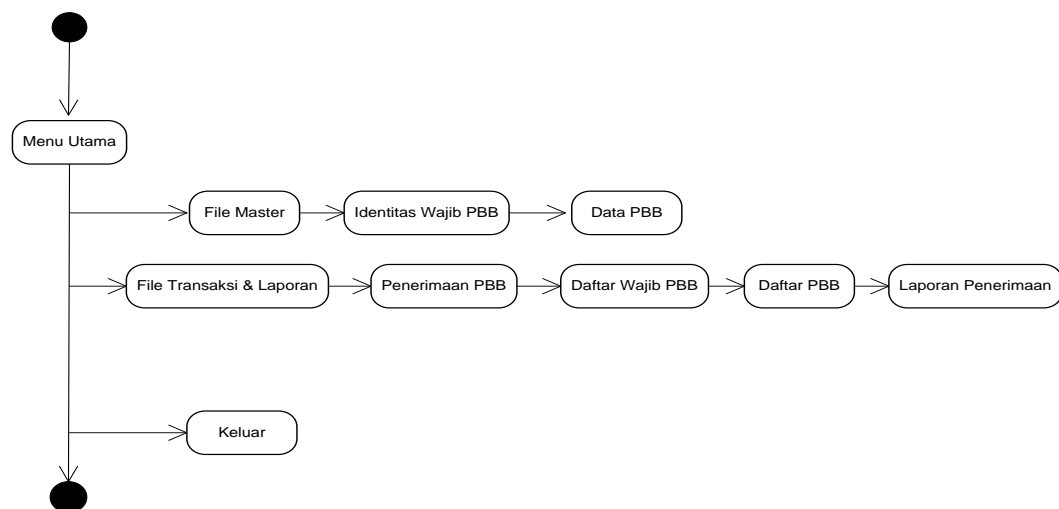 Menu Utama
File Master
Identitas Wajib PBB
Data PBB
File Transaksi & Laporan
Penerimaan PBB
Daftar Wajib PBB
Daftar PBB
Laporan Penerimaan
Keluar